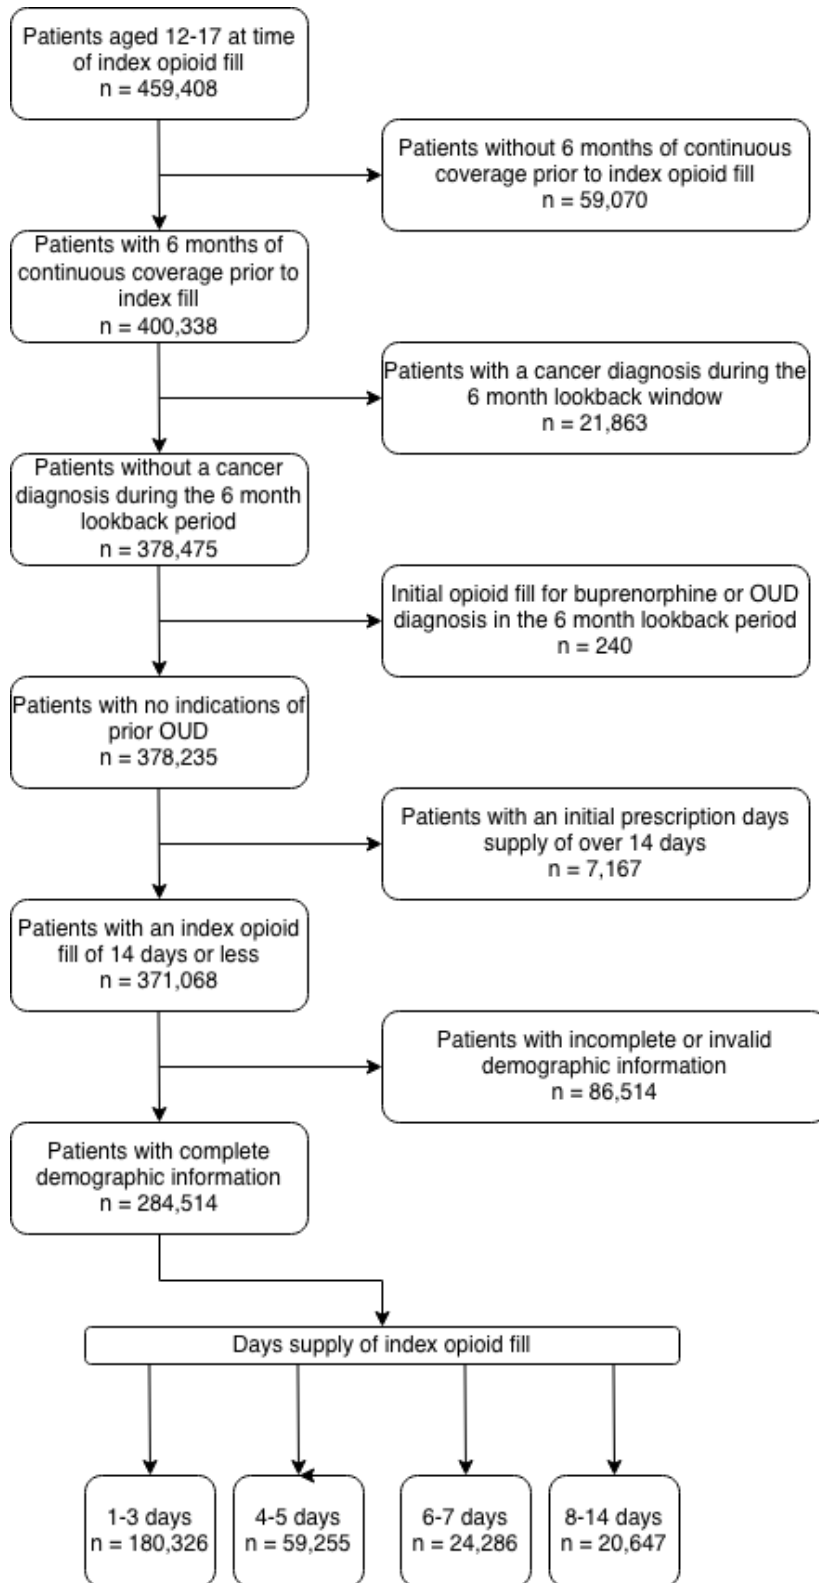 Patients aged 12-17 at time
of index opioid fill
n = 459,408
Patients without 6 months of continuous
coverage prior to index opioid fill
n = 59,070
Patients with 6 months of
continuous coverage prior to
index fill
n = 400,338
Patients with a cancer diagnosis during the
6 month lookback window
n = 21,863
Patients without a cancer
diagnosis during the 6 month
lookback period
n = 378,475
Initial opioid fill for buprenorphine or OUD
diagnosis in the 6 month lookback period
n = 240
Patients with no indications of
prior OUD
n = 378,235
Patients with an initial prescription days
supply of over 14 days
n = 7,167
Patients with an index opioid
fill of 14 days or less
n = 371,068
Patients with incomplete or invalid
demographic information
n = 86,514
Patients with complete
demographic information
n = 284,514
Days supply of index opioid fill
1-3 days
n = 180,326
4-5 days
n = 59,255
6-7 days
n = 24,286
8-14 days
n = 20,647